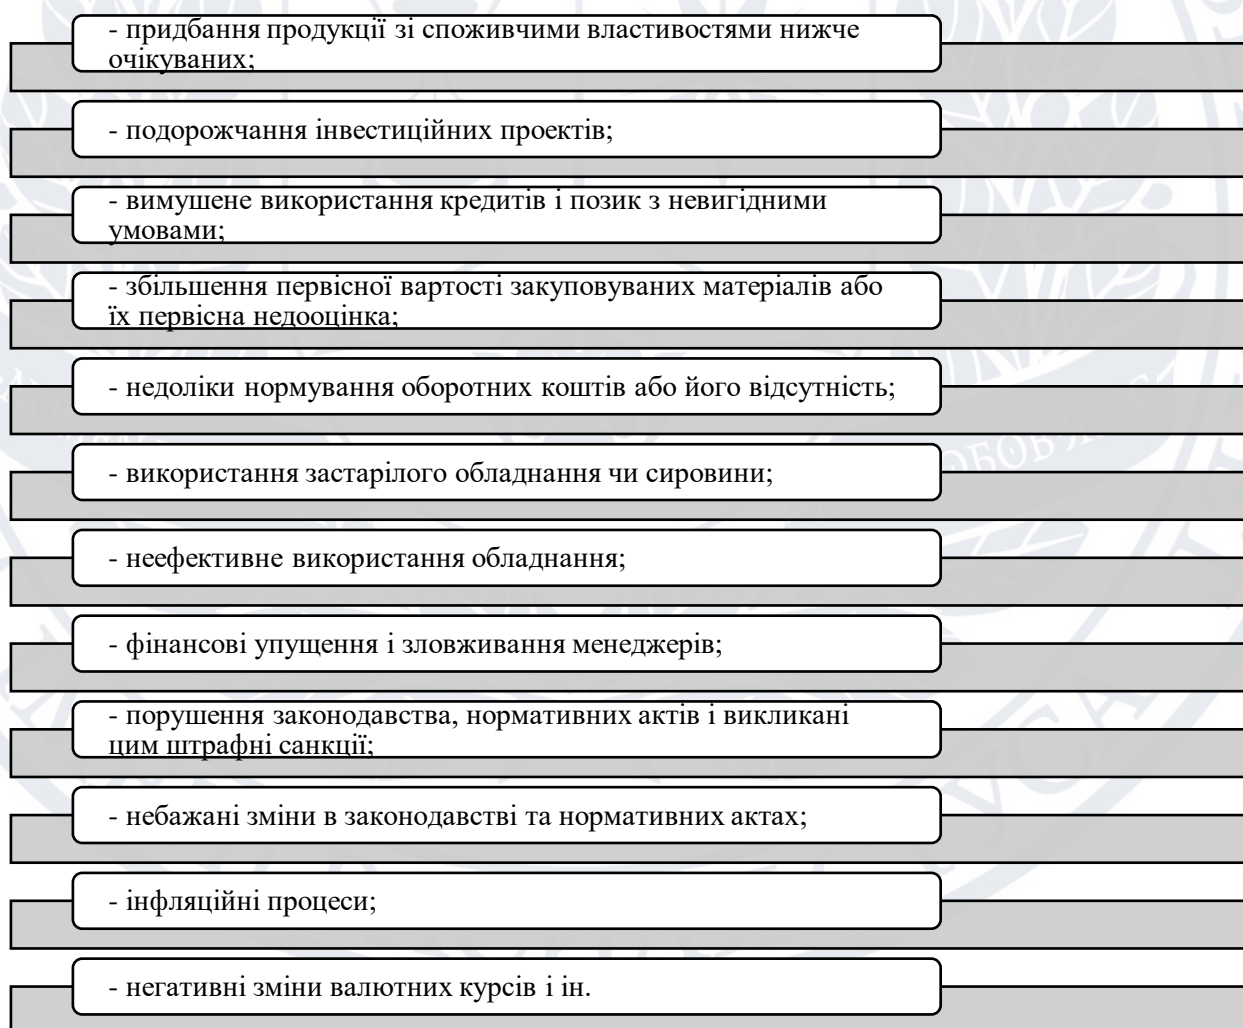 - придбання продукції зі споживчими властивостями нижче
очікуваних;
- подорожчання інвестиційних проектів;
- вимушене використання кредитів і позик з невигідними
умовами;
- збільшення первісної вартості закуповуваних матеріалів або
їх первісна недооцінка;
- недоліки нормування оборотних коштів або його відсутність;
- використання застарілого обладнання чи сировини;
- неефективне використання обладнання;
- фінансові упущення і зловживання менеджерів;
- порушення законодавства, нормативних актів і викликані
цим штрафні санкції;
- небажані зміни в законодавстві та нормативних актах;
- інфляційні процеси;
- негативні зміни валютних курсів і ін.